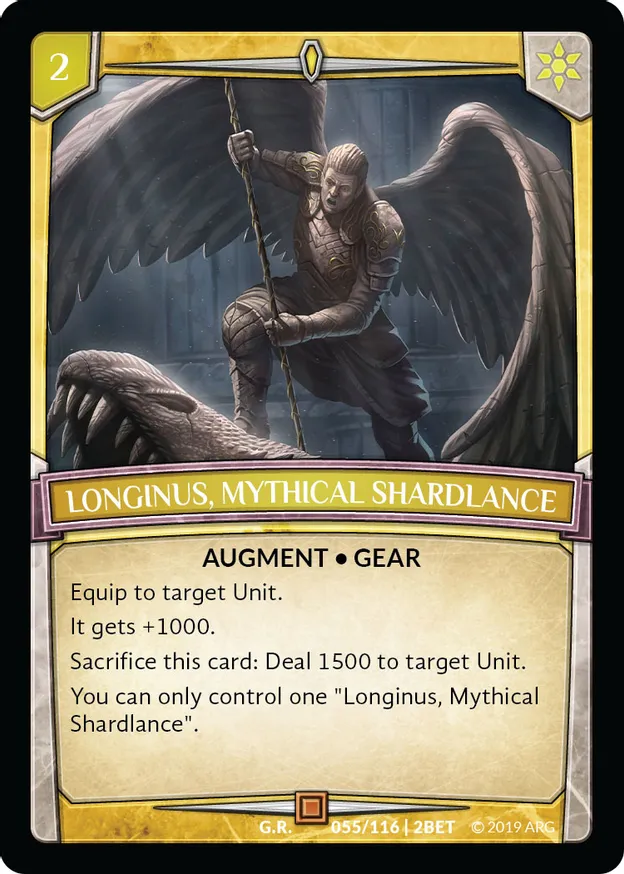 2
LONGINUS, MYTHICAL SHARDLANCE
AUGMENT • GEAR
Equip to target Unit.
It gets +1000.
Sacrifice this card: Deal 1500 to target Unit.
You can only control one "Longinus, Mythical
Shardlance".
G.R. 055/116 | 2BET © 2019 ARG